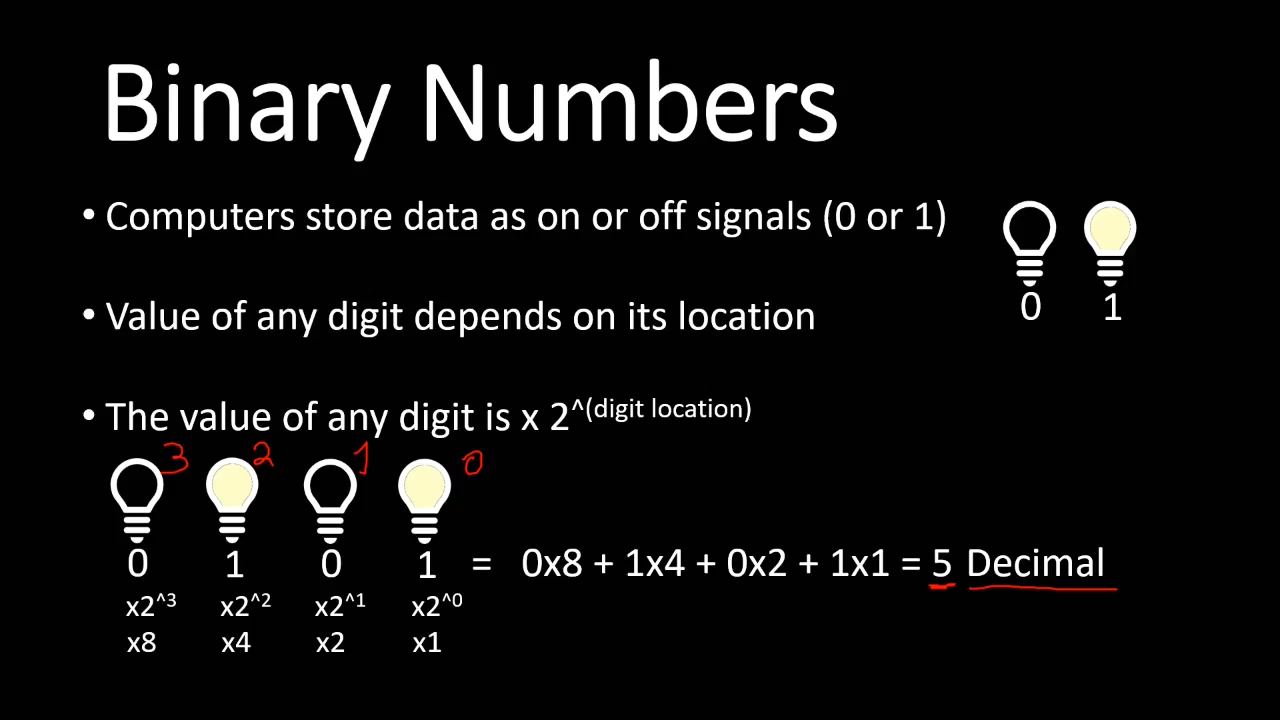 Binary Numbers
• Computers store data as on or off signals (0 or 1)
0 1
• Value of any digit depends on its location
• The value of any digit is x 2^(digit location)
3 2 1 0
0 1 0 1 = 0x8 + 1x4 + 0x2 + 1x1 = 5 Decimal
x2^3 x2^2 x2^1 x2^0
x8 x4 x2 x1